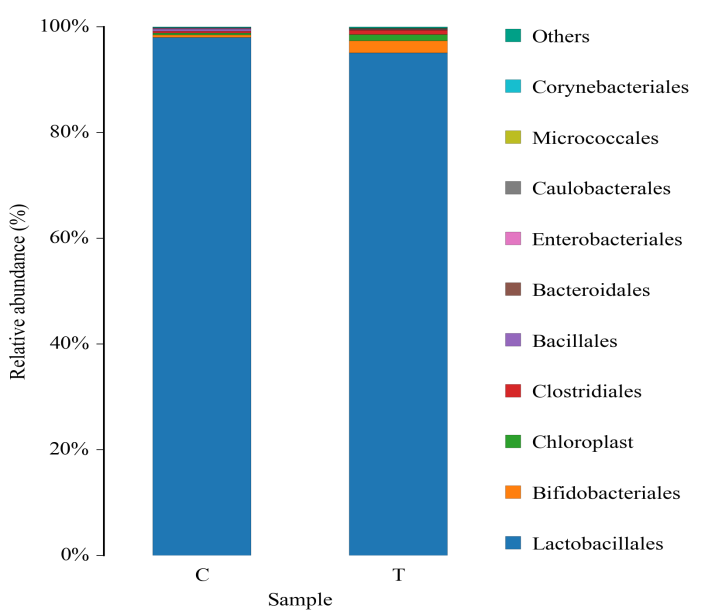 100%
80%
60%
40%
20%
0%
Relative abundance (%)
C
T
Sample
Others
Corynebacteriales
Micrococcales
Caulobacterales
Enterobacteriales
Bacteroidales
Bacillales
Clostridiales
Chloroplast
Bifidobacteriales
Lactobacillales